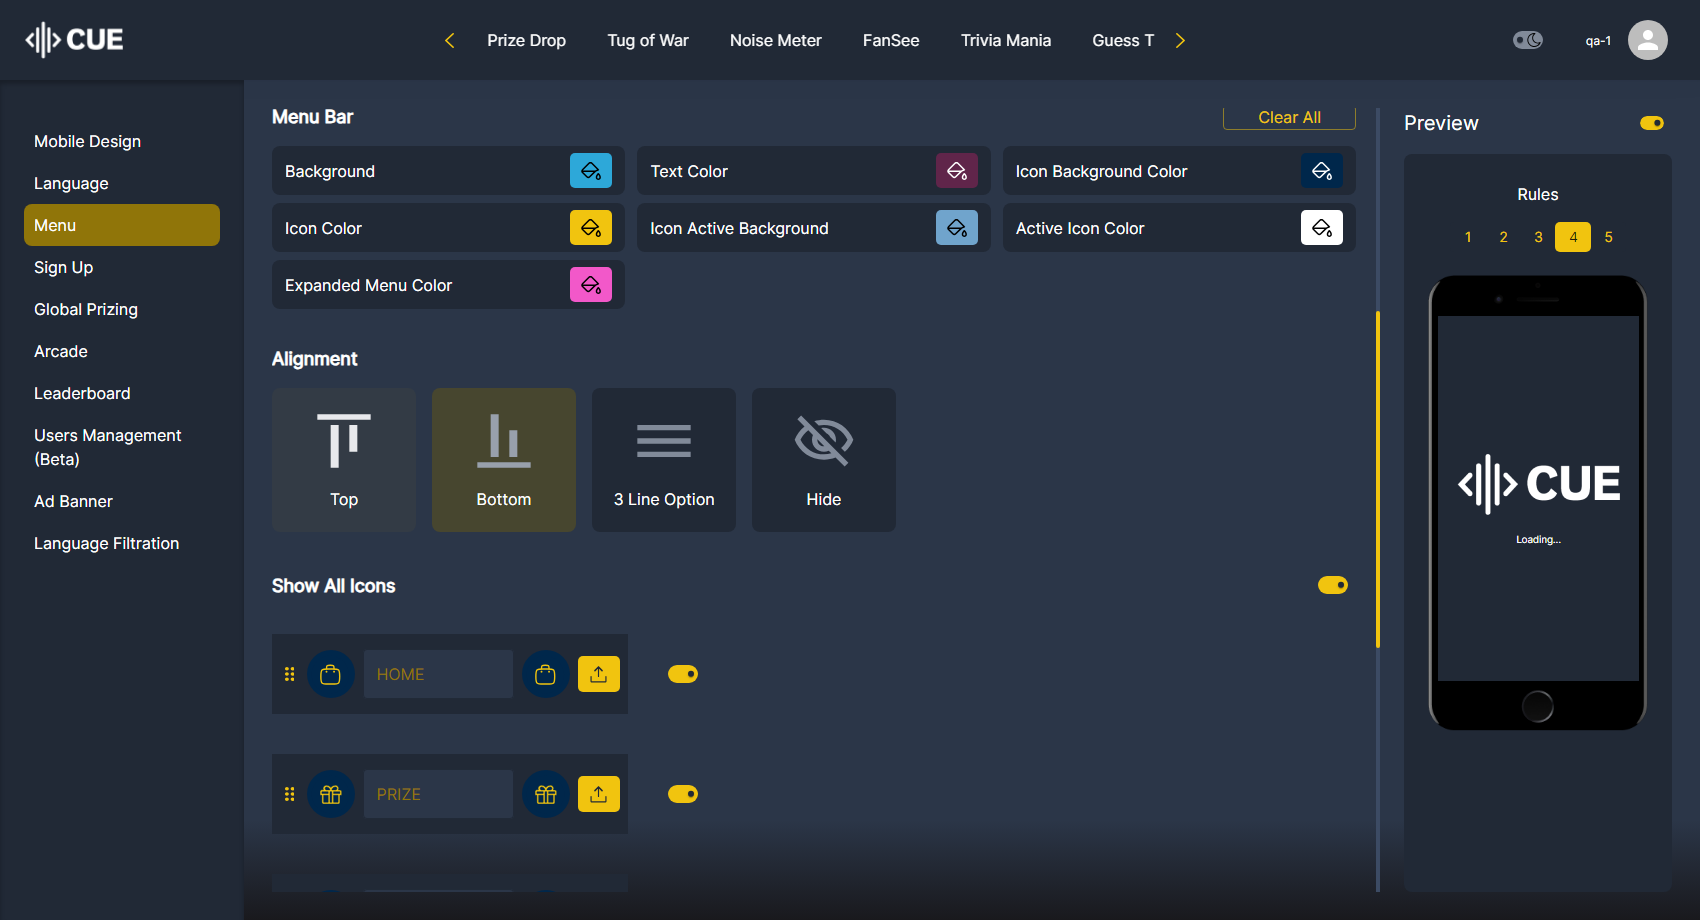 CUE
Prize Drop
Tug of War
Noise Meter
FanSee
Trivia Mania
Guess T
qa-1
Mobile Design
Language
Menu
Sign Up
Global Prizing
Arcade
Leaderboard
Users Management
(Beta)
Ad Banner
Language Filtration
Menu Bar
Clear All
Background
Text Color
Icon Background Color
Icon Color
Icon Active Background
Active Icon Color
Expanded Menu Color
Alignment
Top
Bottom
3 Line Option
Hide
Show All Icons
HOME
PRIZE
Preview
Rules
1 2 3 4 5
CUE
Loading...